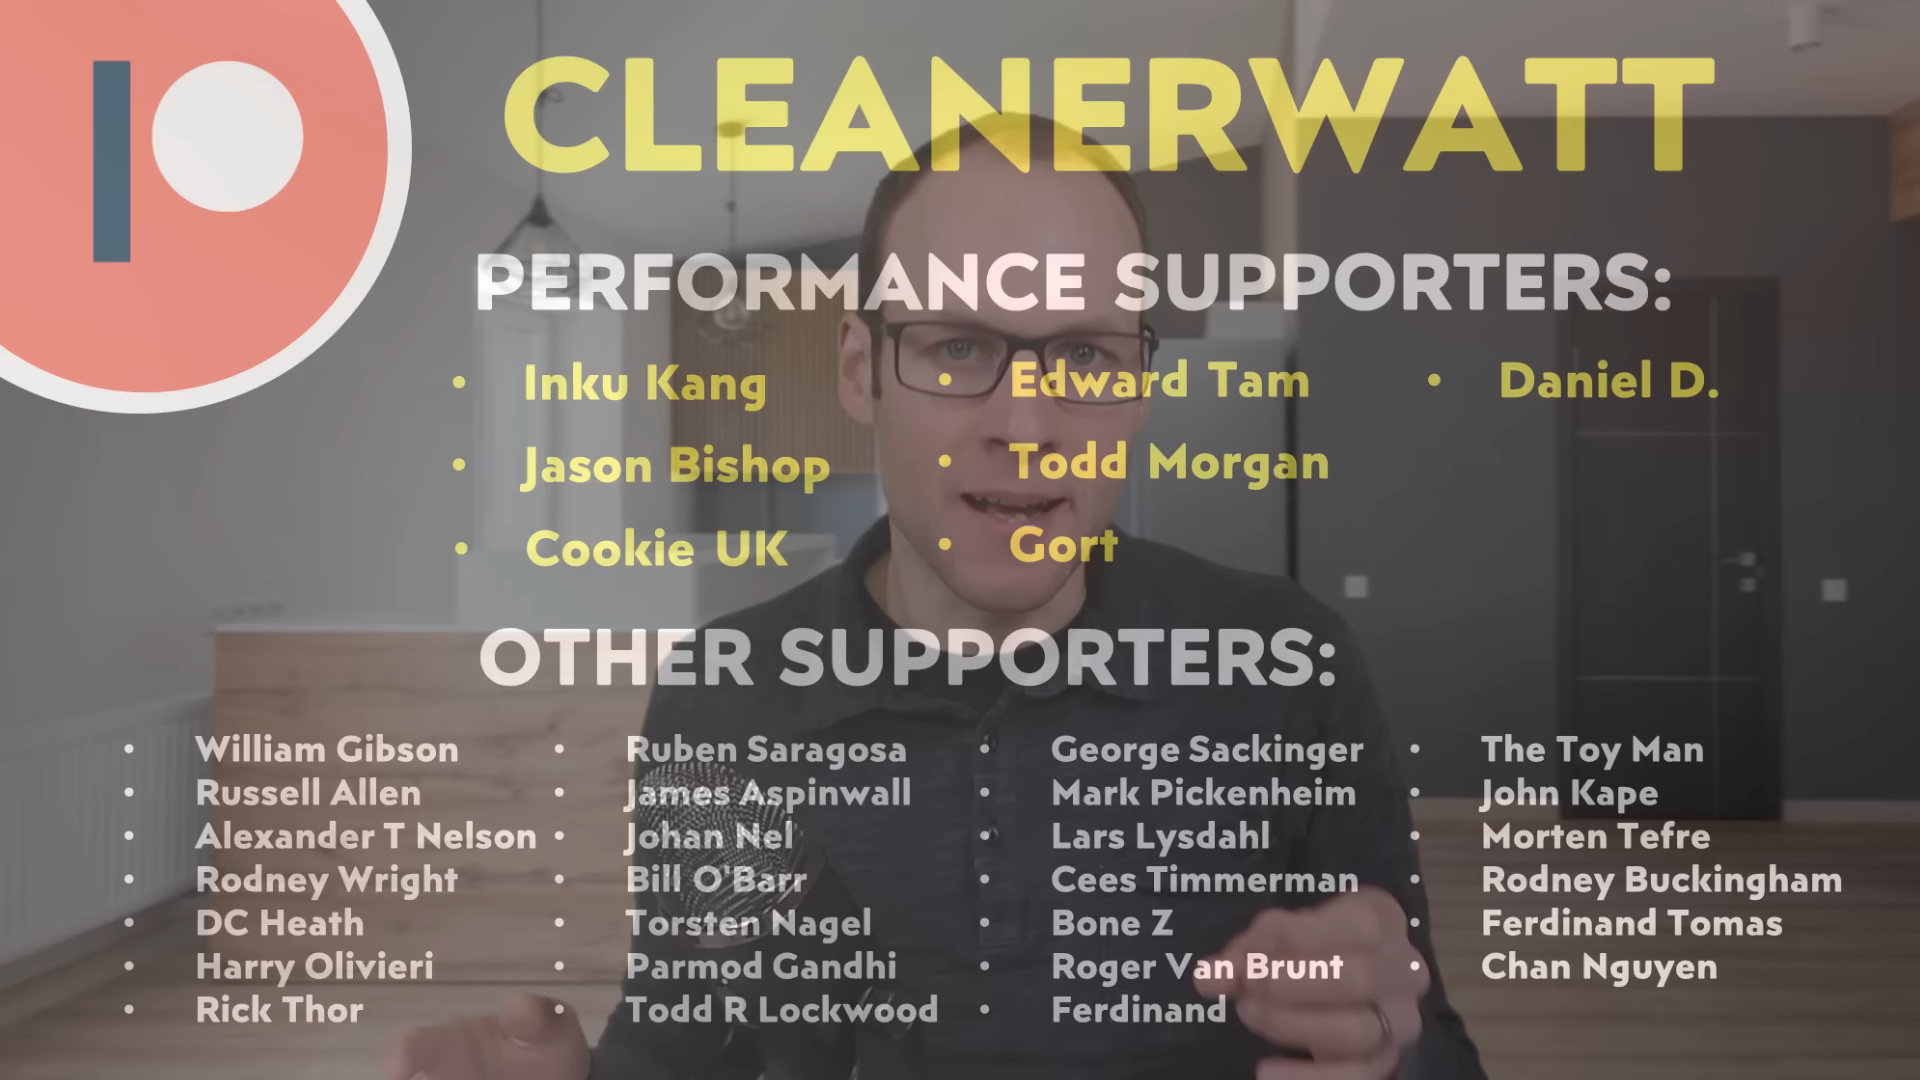 CLEANERWATT
PERFORMANCE SUPPORTERS:
• Inku Kang • Edward Tam • Daniel D.
• Jason Bishop • Todd Morgan
• Cookie UK • Gort
OTHER SUPPORTERS:
• William Gibson • Ruben Saragosa • George Sackinger • The Toy Man
• Russell Allen • James Aspinwall • Mark Pickenheim • John Kape
• Alexander T Nelson • Johan Nel • Lars Lysdahl • Morten Tefre
• Rodney Wright • Bill O'Barr • Cees Timmerman • Rodney Buckingham
• DC Heath • Torsten Nagel • Bone Z • Ferdinand Tomas
• Harry Olivieri • Parmod Gandhi • Roger Van Brunt • Chan Nguyen
• Rick Thor • Todd R Lockwood • Ferdinand